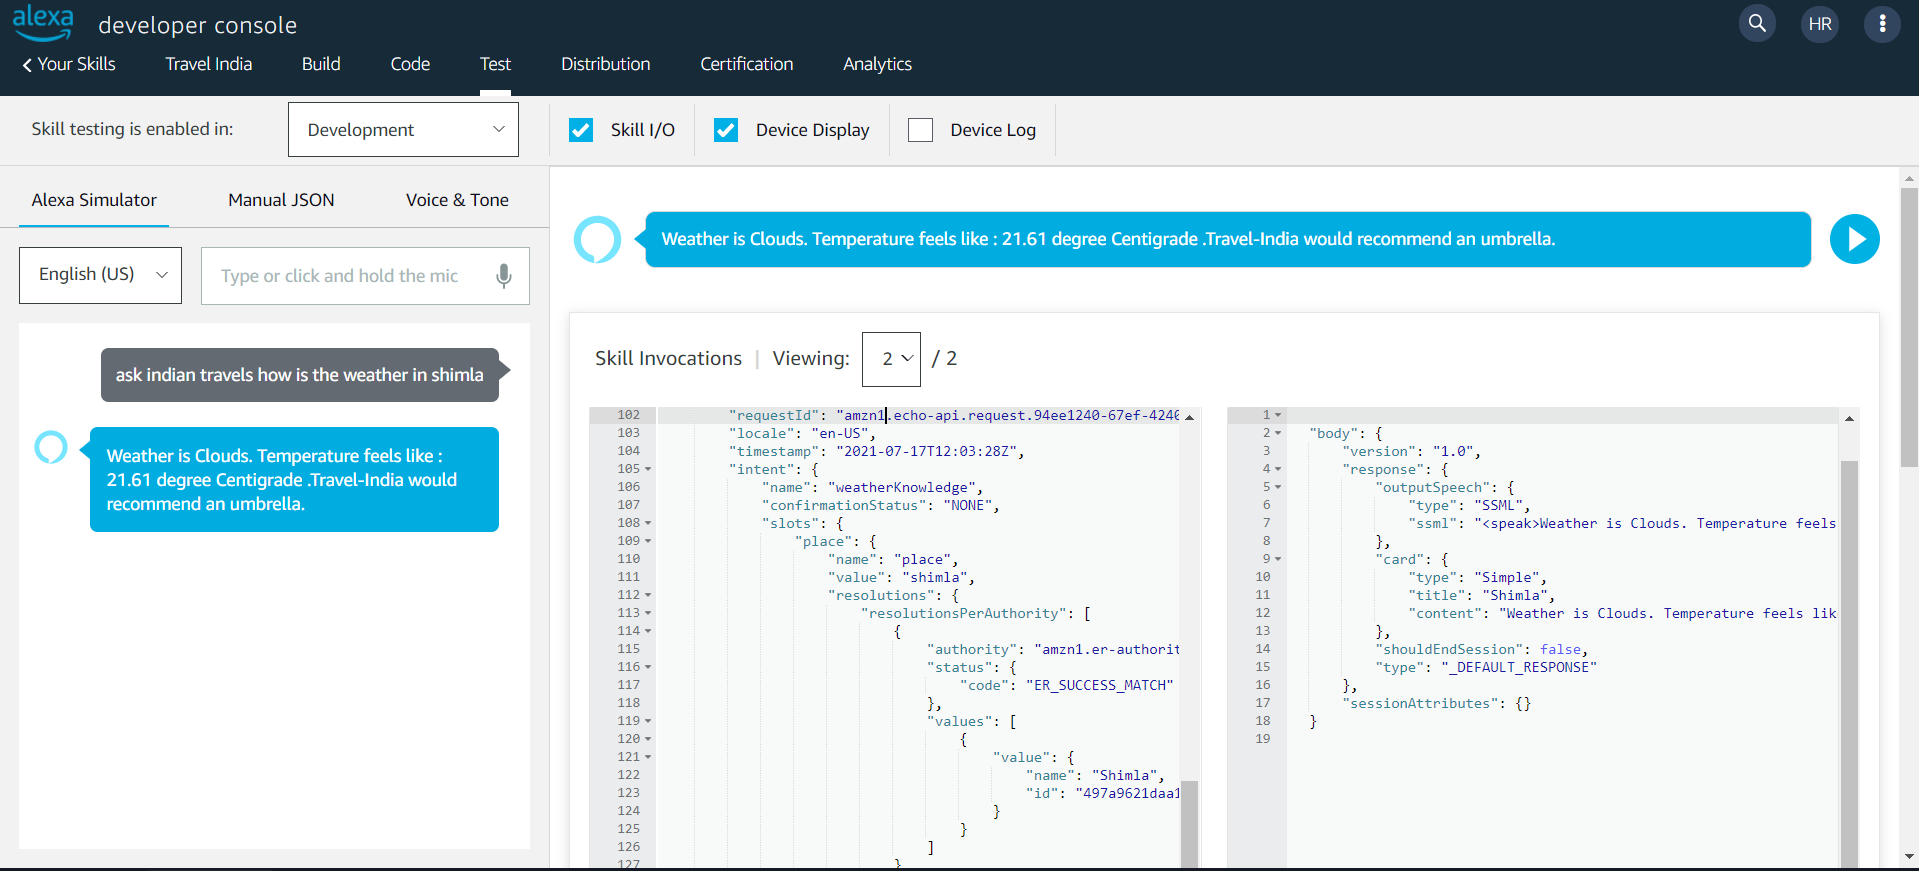 alexa developer console
HR
Your Skills Travel India Build Code Test Distribution Certification Analytics
Skill testing is enabled in: Development Skill I/O Device Display Device Log
Alexa Simulator Manual JSON Voice & Tone
English (US) Type or click and hold the mic
ask indian travels how is the weather in shimla
Weather is Clouds. Temperature feels like :
21.61 degree Centigrade .Travel-India would
recommend an umbrella.
Weather is Clouds. Temperature feels like : 21.61 degree Centigrade .Travel-India would recommend an umbrella.
Skill Invocations | Viewing: 2 / 2
102 "requestId": "amzn1.echo-api.request.94ee1240-67ef-4240
103 "locale": "en-US",
104 "timestamp": "2021-07-17T12:03:28Z",
105 "intent": {
106 "name": "weatherKnowledge",
107 "confirmationStatus": "NONE",
108 "slots": {
109 "place": {
110 "name": "place",
111 "value": "shimla",
112 "resolutions": {
113 "resolutionsPerAuthority": [
114 {
115 "authority": "amzn1.er-authorit
116 "status": {
117 "code": "ER_SUCCESS_MATCH"
118 },
119 "values": [
120 {
121 "value": {
122 "name": "Shimla",
123 "id": "497a9621daa1
124 }
125 }
126 ]
127 }
1
2 "body": {
3 "version": "1.0",
4 "response": {
5 "outputSpeech": {
6 "type": "SSML",
7 "ssml": "<speak>Weather is Clouds. Temperature feels
8 },
9 "card": {
10 "type": "Simple",
11 "title": "Shimla",
12 "content": "Weather is Clouds. Temperature feels lik
13 },
14 "shouldEndSession": false,
15 "type": "_DEFAULT_RESPONSE"
16 },
17 "sessionAttributes": {}
18 }
19